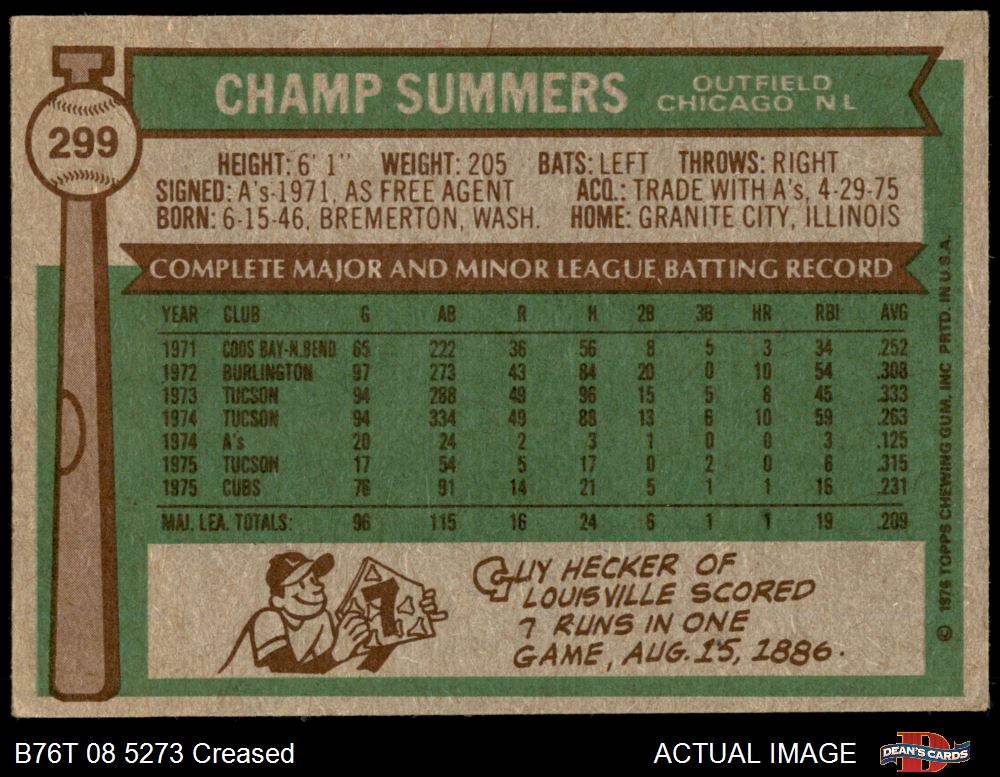 299
CHAMP SUMMERS
OUTFIELD
CHICAGO N L
HEIGHT: 6' 1" WEIGHT: 205 BATS: LEFT THROWS: RIGHT
SIGNED: A's-1971, AS FREE AGENT ACQ.: TRADE WITH A's, 4-29-75
BORN: 6-15-46, BREMERTON, WASH. HOME: GRANITE CITY, ILLINOIS
COMPLETE MAJOR AND MINOR LEAGUE BATTING RECORD
YEAR CLUB G AB R H 2B 3B HR RBI AVG
1971 COOS BAY-N.BEND 65 222 36 56 8 5 3 34 .252
1972 BURLINGTON 97 273 43 84 20 0 10 54 .308
1973 TUCSON 94 288 49 96 15 5 8 45 .333
1974 TUCSON 94 334 49 88 13 6 10 59 .263
1974 A's 20 24 2 3 1 0 0 3 .125
1975 TUCSON 17 54 5 17 0 2 0 6 .315
1975 CUBS 76 91 14 21 5 1 1 16 .231
MAJ. LEA. TOTALS: 96 115 16 24 6 1 1 19 .209
7
GUY HECKER OF
LOUISVILLE SCORED
7 RUNS IN ONE
GAME, AUG. 15, 1886.
© 1976 TOPPS CHEWING GUM, INC PRTD. IN U.S.A.
B76T 08 5273 Creased
ACTUAL IMAGE
DEAN'S CARDS